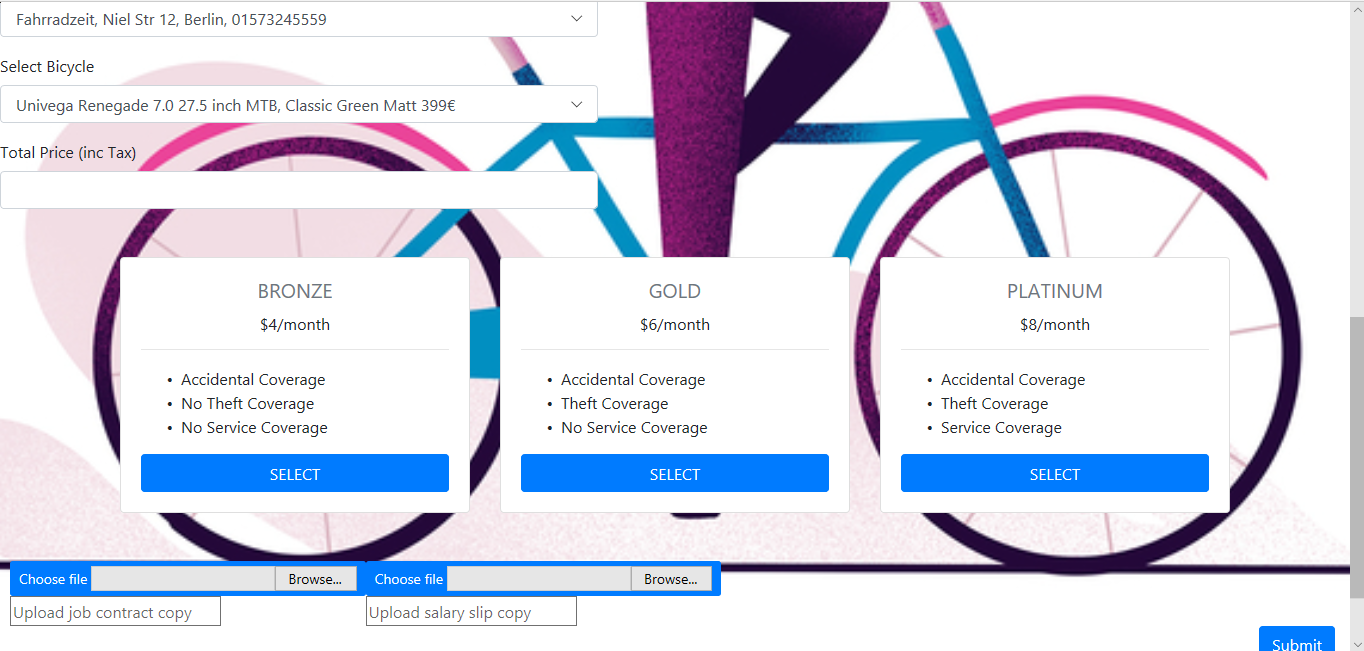 Fahrradzeit, Niel Str 12, Berlin, 01573245559
Select Bicycle
Univega Renegade 7.0 27.5 inch MTB, Classic Green Matt 399€
Total Price (inc Tax)
BRONZE
$4/month
• Accidental Coverage
• No Theft Coverage
• No Service Coverage
SELECT
GOLD
$6/month
• Accidental Coverage
• Theft Coverage
• No Service Coverage
SELECT
PLATINUM
$8/month
• Accidental Coverage
• Theft Coverage
• Service Coverage
SELECT
Choose file Browse...
Upload job contract copy
Choose file Browse...
Upload salary slip copy
Submit